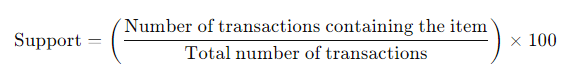 Support = (Number of transactions containing the item / Total number of transactions) × 100